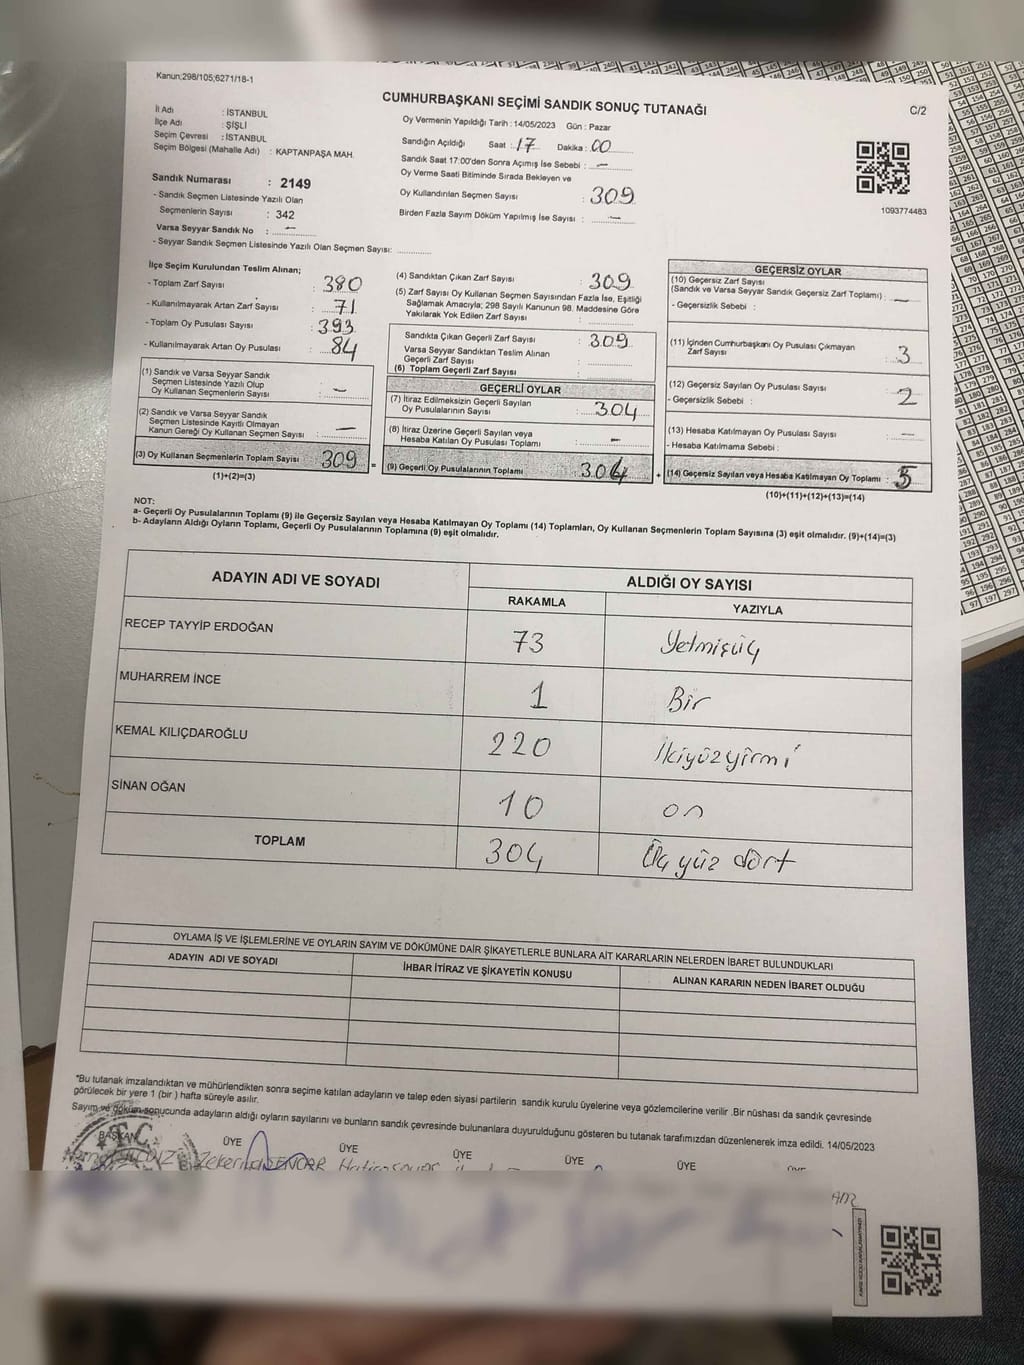 Kanun;298/105;6271/18-1
CUMHURBAŞKANI SEÇİMİ SANDIK SONUÇ TUTANAĞI
C/2
İl Adı : İSTANBUL
İlçe Adı : ŞİŞLİ
Seçim Çevresi : İSTANBUL
Seçim Bölgesi (Mahalle Adı) : KAPTANPAŞA MAH.
Sandık Numarası : 2149
- Sandık Seçmen Listesinde Yazılı Olan
Seçmenlerin Sayısı : 342
Varsa Seyyar Sandık No : —
- Seyyar Sandık Seçmen Listesinde Yazılı Olan Seçmen Sayısı:
Oy Vermenin Yapıldığı Tarih : 14/05/2023 Gün : Pazar
Sandığın Açıldığı Saat : 17 Dakika : 00
Sandık Saat 17:00'den Sonra Açımış İse Sebebi : —
Oy Verme Saati Bitiminde Sırada Bekleyen ve
Oy Kullandırılan Seçmen Sayısı : 309
Birden Fazla Sayım Döküm Yapılmış İse Sayısı : —
1093774463
İlçe Seçim Kurulundan Teslim Alınan;
- Toplam Zarf Sayısı : 380
- Kullanılmayarak Artan Zarf Sayısı : 71
- Toplam Oy Pusulası Sayısı : 393
- Kullanılmayarak Artan Oy Pusulası : 84
(1) Sandık ve Varsa Seyyar Sandık
Seçmen Listesinde Yazılı Olup
Oy Kullanan Seçmenlerin Sayısı : —
(2) Sandık ve Varsa Seyyar Sandık
Seçmen Listesinde Kayıtlı Olmayan
Kanun Gereği Oy Kullanan Seçmen Sayısı : —
(3) Oy Kullanan Seçmenlerin Toplam Sayısı 309
(1)+(2)=(3)
=
(4) Sandıktan Çıkan Zarf Sayısı : 309
(5) Zarf Sayısı Oy Kullanan Seçmen Sayısından Fazla İse, Eşitliği
Sağlamak Amacıyla; 298 Sayılı Kanunun 98. Maddesine Göre
Yakılarak Yok Edilen Zarf Sayısı :
Sandıkta Çıkan Geçerli Zarf Sayısı : 309
Varsa Seyyar Sandıktan Teslim Alınan
Geçerli Zarf Sayısı :
(6) Toplam Geçerli Zarf Sayısı :
GEÇERLİ OYLAR
(7) İtiraz Edilmeksizin Geçerli Sayılan
Oy Pusulalarının Sayısı : 304
(8) İtiraz Üzerine Geçerli Sayılan veya
Hesaba Katılan Oy Pusulası Toplamı : —
(9) Geçerli Oy Pusulalarının Toplamı : 304
+
GEÇERSİZ OYLAR
(10) Geçersiz Zarf Sayısı
(Sandık ve Varsa Seyyar Sandık Geçersiz Zarf Toplamı) : —
- Geçersizlik Sebebi :
(11) İçinden Cumhurbaşkanı Oy Pusulası Çıkmayan
Zarf Sayısı : 3
(12) Geçersiz Sayılan Oy Pusulası Sayısı : 2
- Geçersizlik Sebebi :
(13) Hesaba Katılmayan Oy Pusulası Sayısı : —
- Hesaba Katılmama Sebebi :
(14) Geçersiz Sayılan veya Hesaba Katılmayan Oy Toplamı : 5
(10)+(11)+(12)+(13)=(14)
NOT:
a- Geçerli Oy Pusulalarının Toplamı (9) ile Geçersiz Sayılan veya Hesaba Katılmayan Oy Toplamı (14) Toplamları, Oy Kullanan Seçmenlerin Toplam Sayısına (3) eşit olmalıdır. (9)+(14)=(3)
b- Adayların Aldığı Oyların Toplamı, Geçerli Oy Pusulalarının Toplamına (9) eşit olmalıdır.
ADAYIN ADI VE SOYADI ALDIĞI OY SAYISI
RAKAMLA YAZIYLA
RECEP TAYYİP ERDOĞAN 73 Yetmişüç
MUHARREM İNCE 1 Bir
KEMAL KILIÇDAROĞLU 220 İkiyüzyirmi
SİNAN OĞAN 10 on
TOPLAM 304 Üçyüz dört
OYLAMA İŞ VE İŞLEMLERİNE VE OYLARIN SAYIM VE DÖKÜMÜNE DAİR ŞİKAYETLERLE BUNLARA AİT KARARLARIN NELERDEN İBARET BULUNDUKLARI
ADAYIN ADI VE SOYADI İHBAR İTİRAZ VE ŞİKAYETİN KONUSU ALINAN KARARIN NEDEN İBARET OLDUĞU
*Bu tutanak imzalandıktan ve mühürlendikten sonra seçime katılan adayların ve talep eden siyasi partilerin sandık kurulu üyelerine veya gözlemcilerine verilir .Bir nüshası da sandık çevresinde
görülecek bir yere 1 (bir ) hafta süreyle asılır.
Sayım ve döküm sonucunda adayların aldığı oyların sayılarını ve bunların sandık çevresinde bulunanlara duyurulduğunu gösteren bu tutanak tarafımızdan düzenlenerek imza edildi. 14/05/2023
BAŞKAN ÜYE ÜYE ÜYE ÜYE ÜYE
T.C.